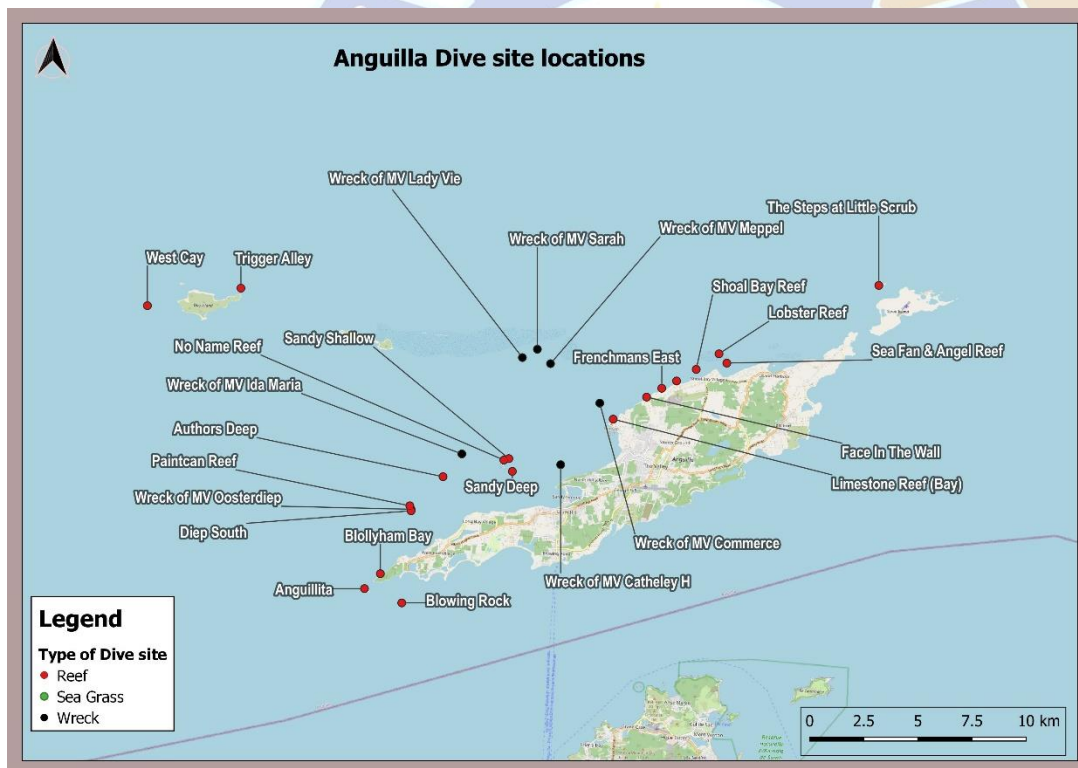 Anguilla Dive site locations
Wreck of MV Lady Vie
The Steps at Little Scrub
Wreck of MV Sarah
Wreck of MV Meppel
West Cay
Trigger Alley
Shoal Bay Reef
Lobster Reef
Sandy Shallow
No Name Reef
Frenchmans East
Sea Fan & Angel Reef
Wreck of MV Ida Maria
Authors Deep
Face In The Wall
Paintcan Reef
Sandy Deep
Limestone Reef (Bay)
Wreck of MV Oosterdiep
Diep South
Blollyham Bay
Wreck of MV Commerce
Anguillita
Wreck of MV Catheley H
Blowing Rock
Anguilla
Legend
Type of Dive site
Reef
Sea Grass
Wreck
0 2.5 5 7.5 10 km